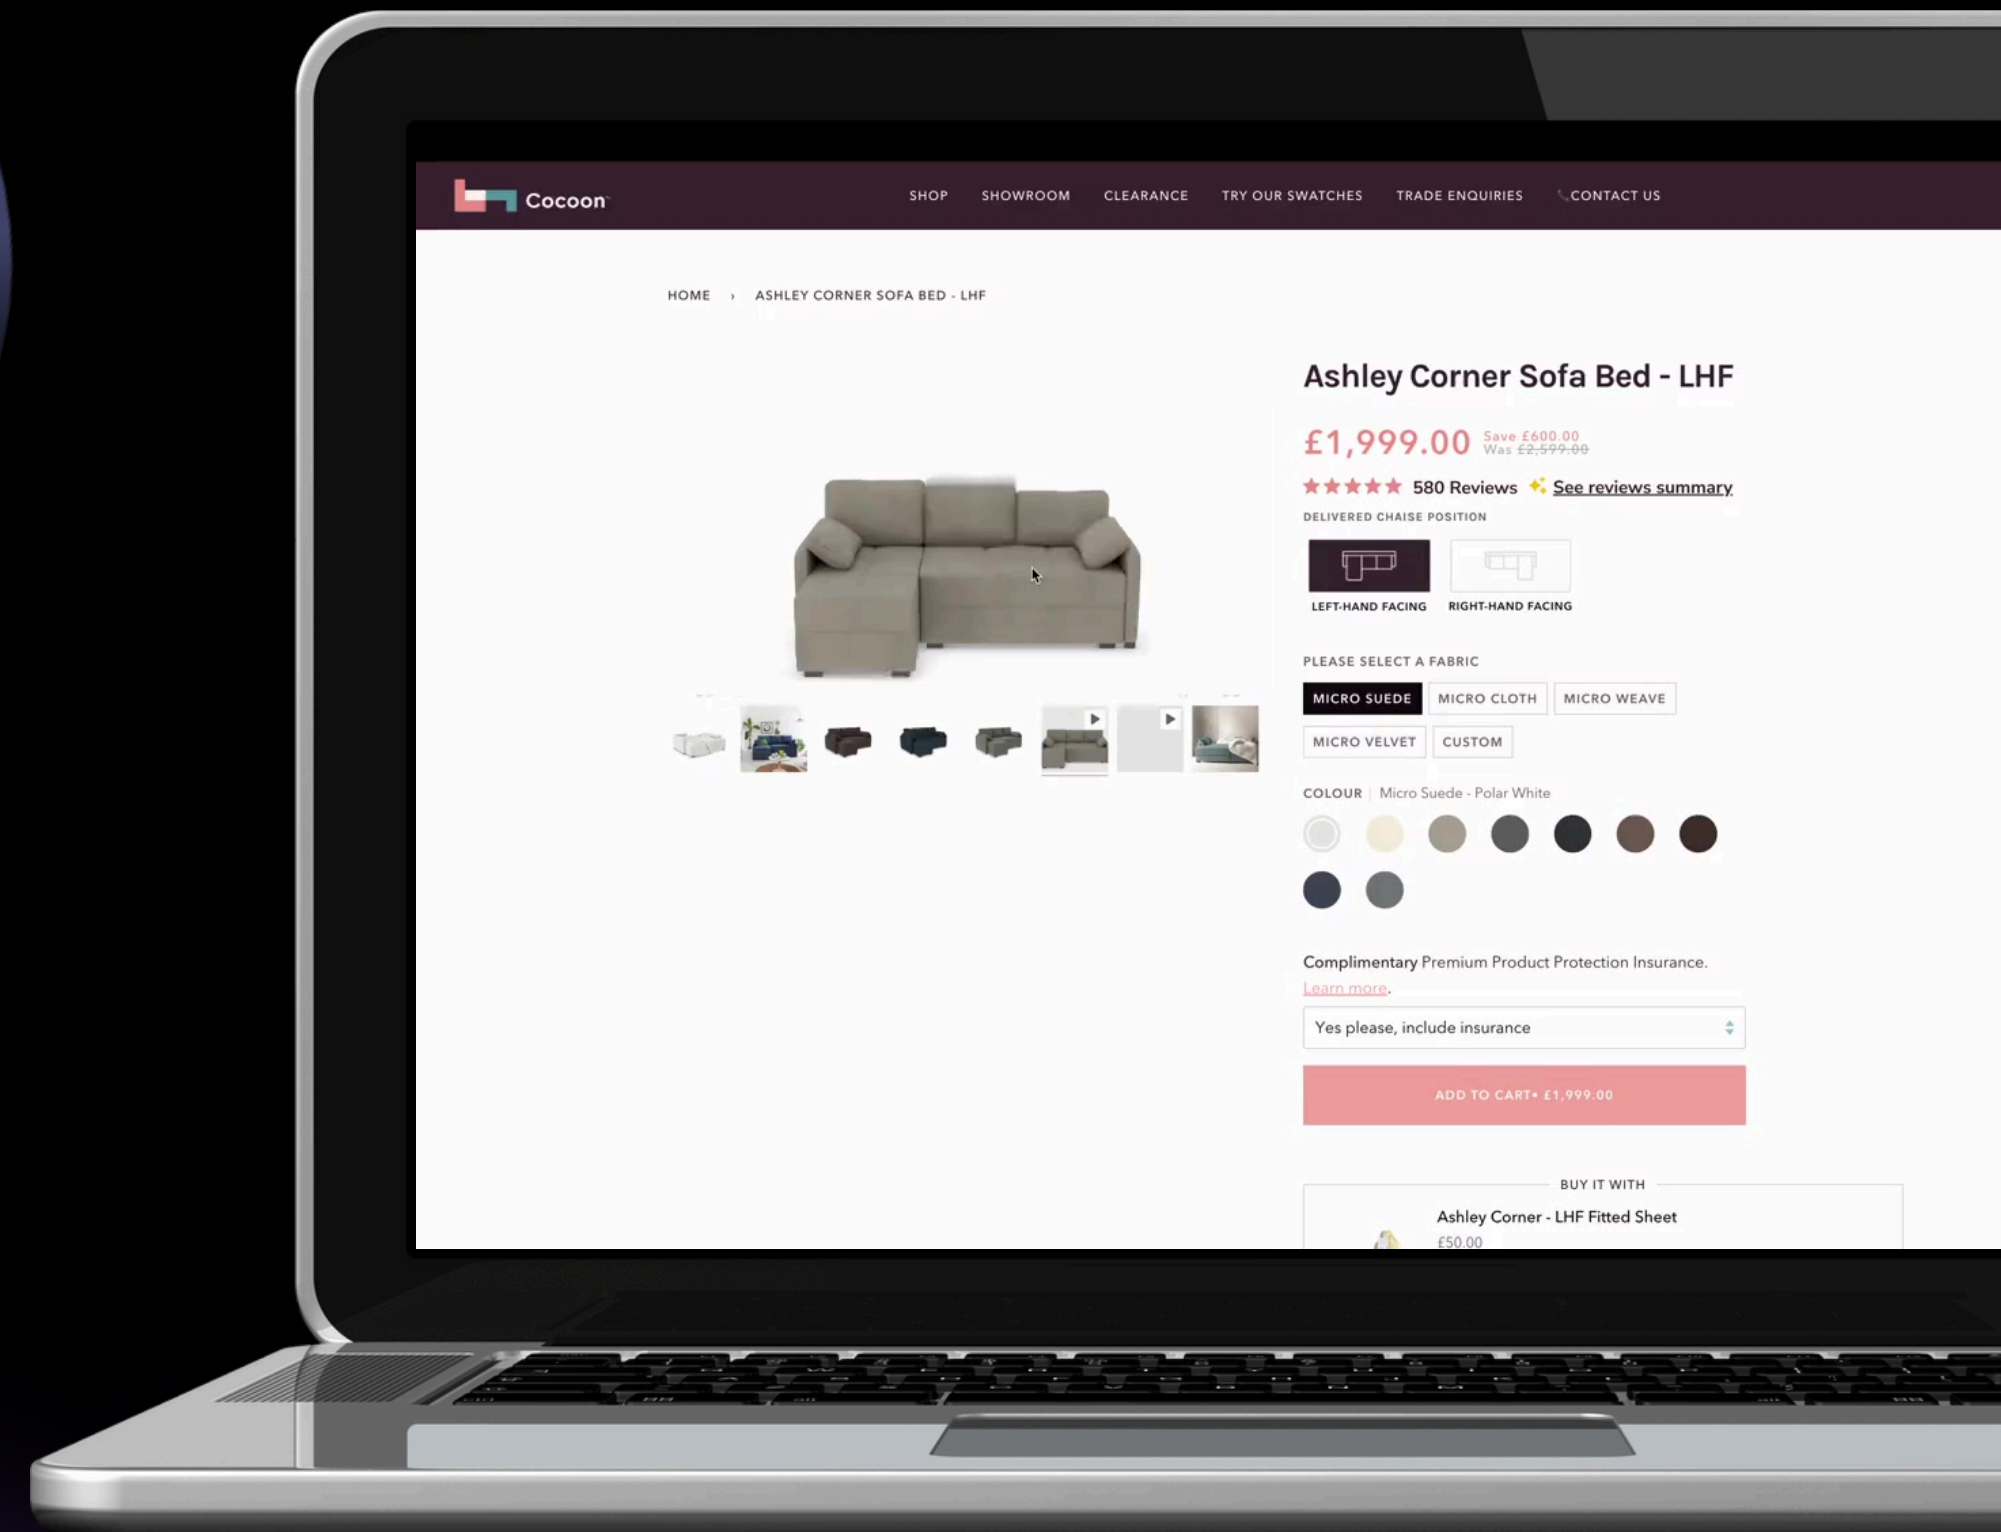 Cocoon
SHOP SHOWROOM CLEARANCE TRY OUR SWATCHES TRADE ENQUIRIES CONTACT US
HOME › ASHLEY CORNER SOFA BED - LHF
Ashley Corner Sofa Bed - LHF
£1,999.00
Save £600.00
Was £2,599.00
580 Reviews See reviews summary
DELIVERED CHAISE POSITION
LEFT-HAND FACING RIGHT-HAND FACING
PLEASE SELECT A FABRIC
MICRO SUEDE MICRO CLOTH MICRO WEAVE
MICRO VELVET CUSTOM
COLOUR | Micro Suede - Polar White
Complimentary Premium Product Protection Insurance.
Learn more.
Yes please, include insurance
ADD TO CART• £1,999.00
BUY IT WITH
Ashley Corner - LHF Fitted Sheet
£50.00